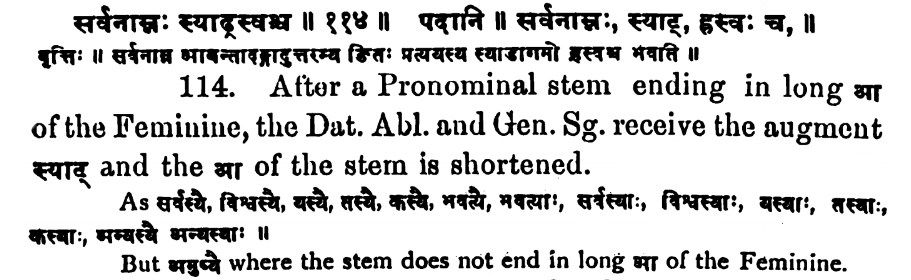 सर्वनाम्नः स्याड्ढ्रस्वश्च ॥ ११४ ॥ पदानि ॥ सर्वनाम्नः, स्याट्, ह्रस्वः च, ॥
वृत्तिः ॥ सर्वनाम्न आबन्तादङ्गादुत्तरस्य ङितः प्रत्ययस्य स्याडागमो ह्रस्वश्च भवति ॥
114. After a Pronominal stem ending in long आ
of the Feminine, the Dat. Abl. and Gen. Sg. receive the augment
स्याट् and the आ of the stem is shortened.
As सर्वस्यै, विश्वस्यै, यस्यै, तस्यै, कस्यै, भवत्यै, भवत्याः, सर्वस्याः, विश्वस्याः, यस्याः, तस्याः,
कस्याः, अन्यस्यै अन्यस्याः ॥
But where the stem does not end in long आ of the Feminine.